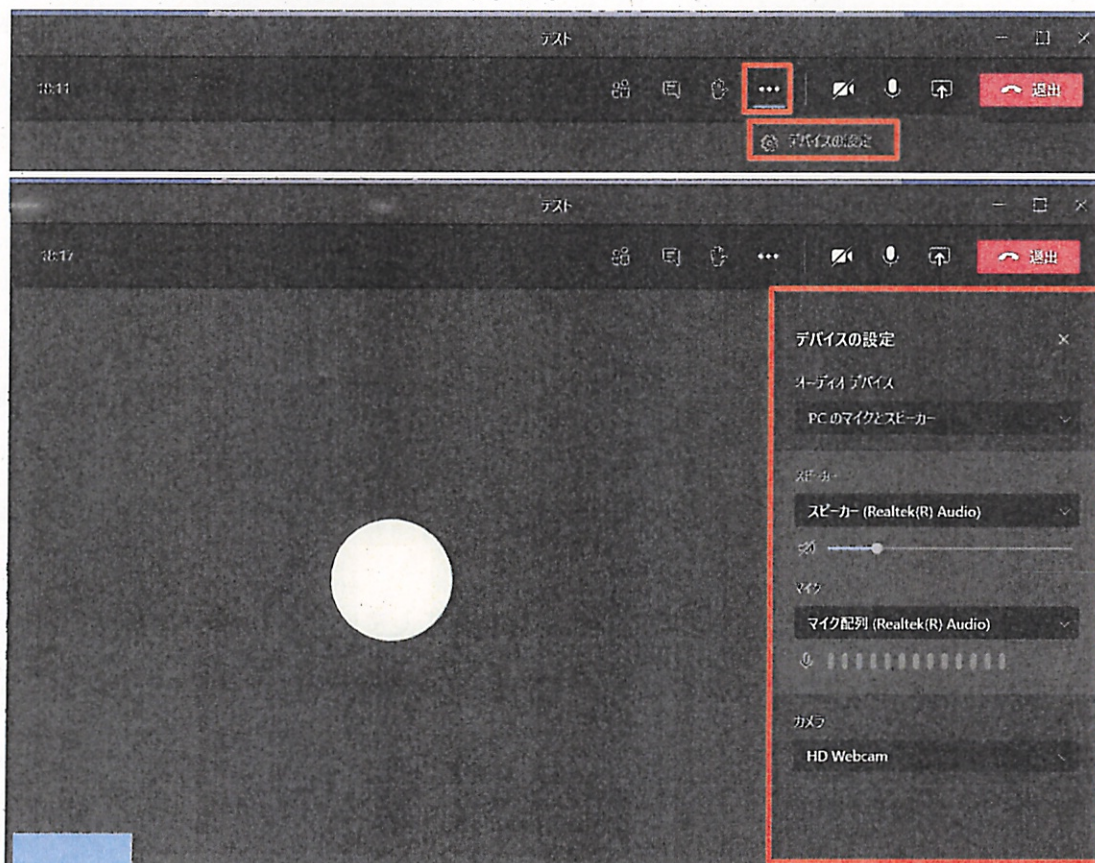 テスト
18:11
退出
デバイスの設定
テスト
18:17
退出
デバイスの設定
オーディオ デバイス
PC のマイクとスピーカー
スピーカー
スピーカー (Realtek(R) Audio)
マイク
マイク配列 (Realtek(R) Audio)
カメラ
HD Webcam